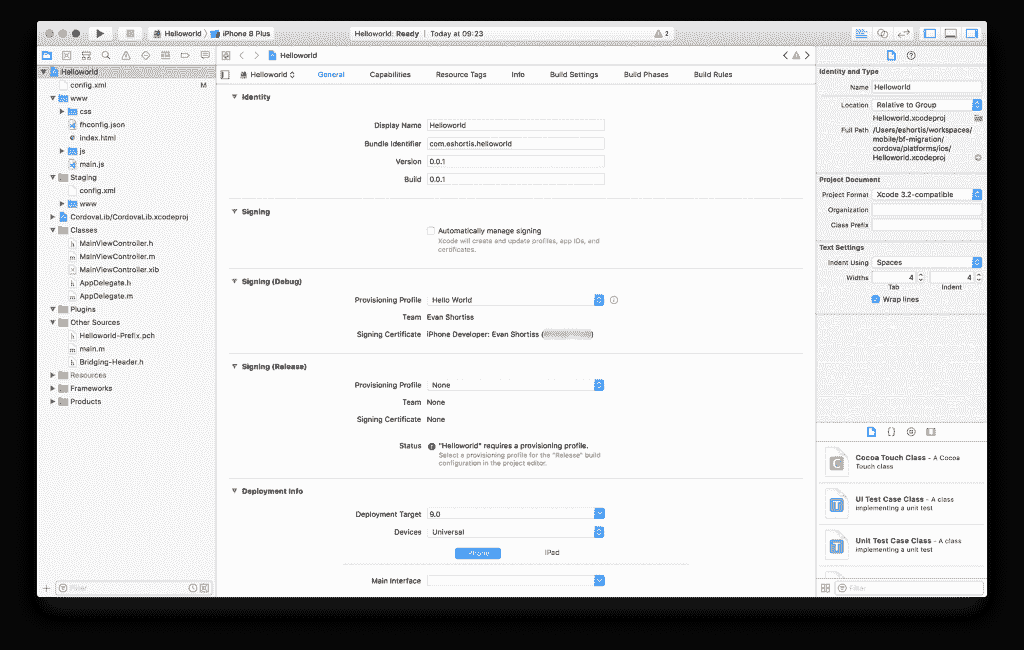 Helloworld
iPhone 8 Plus
Helloworld: Ready | Today at 09:23
2
Helloworld
Helloworld
General
Capabilities
Resource Tags
Info
Build Settings
Build Phases
Build Rules
Helloworld
config.xml
M
www
css
fhconfig.json
index.html
js
main.js
Staging
config.xml
www
CordovaLib/CordovaLib.xcodeproj
Classes
MainViewController.h
MainViewController.m
MainViewController.xib
AppDelegate.h
AppDelegate.m
Plugins
Other Sources
Helloworld-Prefix.pch
main.m
Bridging-Header.h
Resources
Frameworks
Products
Filter
Identity
Display Name Helloworld
Bundle Identifier com.eshortis.helloworld
Version 0.0.1
Build 0.0.1
Signing
Automatically manage signing
Xcode will create and update profiles, app IDs, and
certificates.
Signing (Debug)
Provisioning Profile Hello World
Team Evan Shortiss
Signing Certificate iPhone Developer: Evan Shortiss ( )
Signing (Release)
Provisioning Profile None
Team None
Signing Certificate None
Status "Helloworld" requires a provisioning profile.
Select a provisioning profile for the "Release" build
configuration in the project editor.
Deployment Info
Deployment Target 9.0
Devices Universal
iPhone iPad
Main Interface
Identity and Type
Name Helloworld
Location Relative to Group
Helloworld.xcodeproj
Full Path /Users/eshortis/workspaces/
mobile/bf-migration/
cordova/platforms/ios/
Helloworld.xcodeproj
Project Document
Project Format Xcode 3.2-compatible
Organization
Class Prefix
Text Settings
Indent Using Spaces
Widths 4 4
Tab Indent
Wrap lines
Cocoa Touch Class - A Cocoa
Touch class
UI Test Case Class - A class
implementing a unit test
Unit Test Case Class - A class
implementing a unit test
Filter